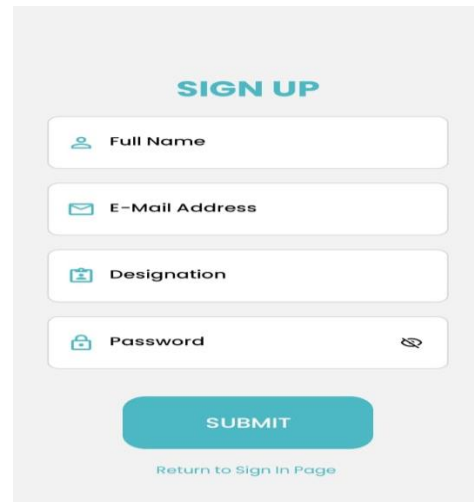 SIGN UP
Full Name
E-Mail Address
Designation
Password
SUBMIT
Return to Sign In Page